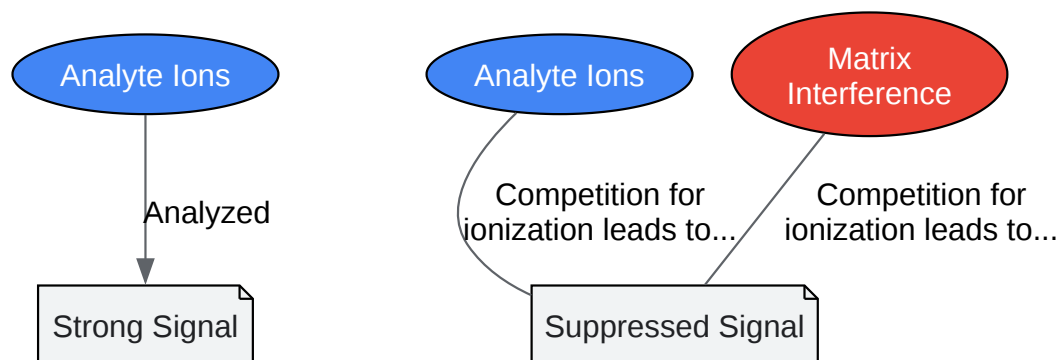 Analyte Ions
Analyzed
Strong Signal
Analyte Ions
Matrix
Interference
Competition for
ionization leads to...
Competition for
ionization leads to...
Suppressed Signal